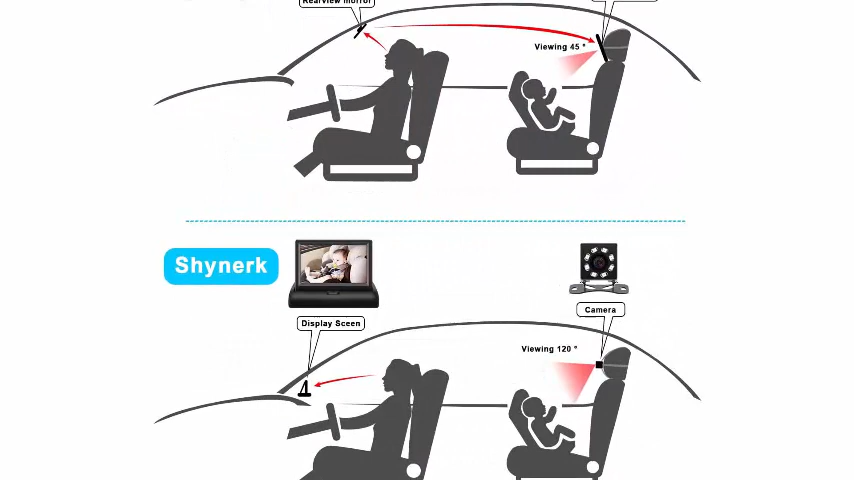 Rearview mirror
Viewing 45 °
Shynerk
Display Sceen
Camera
Viewing 120 °